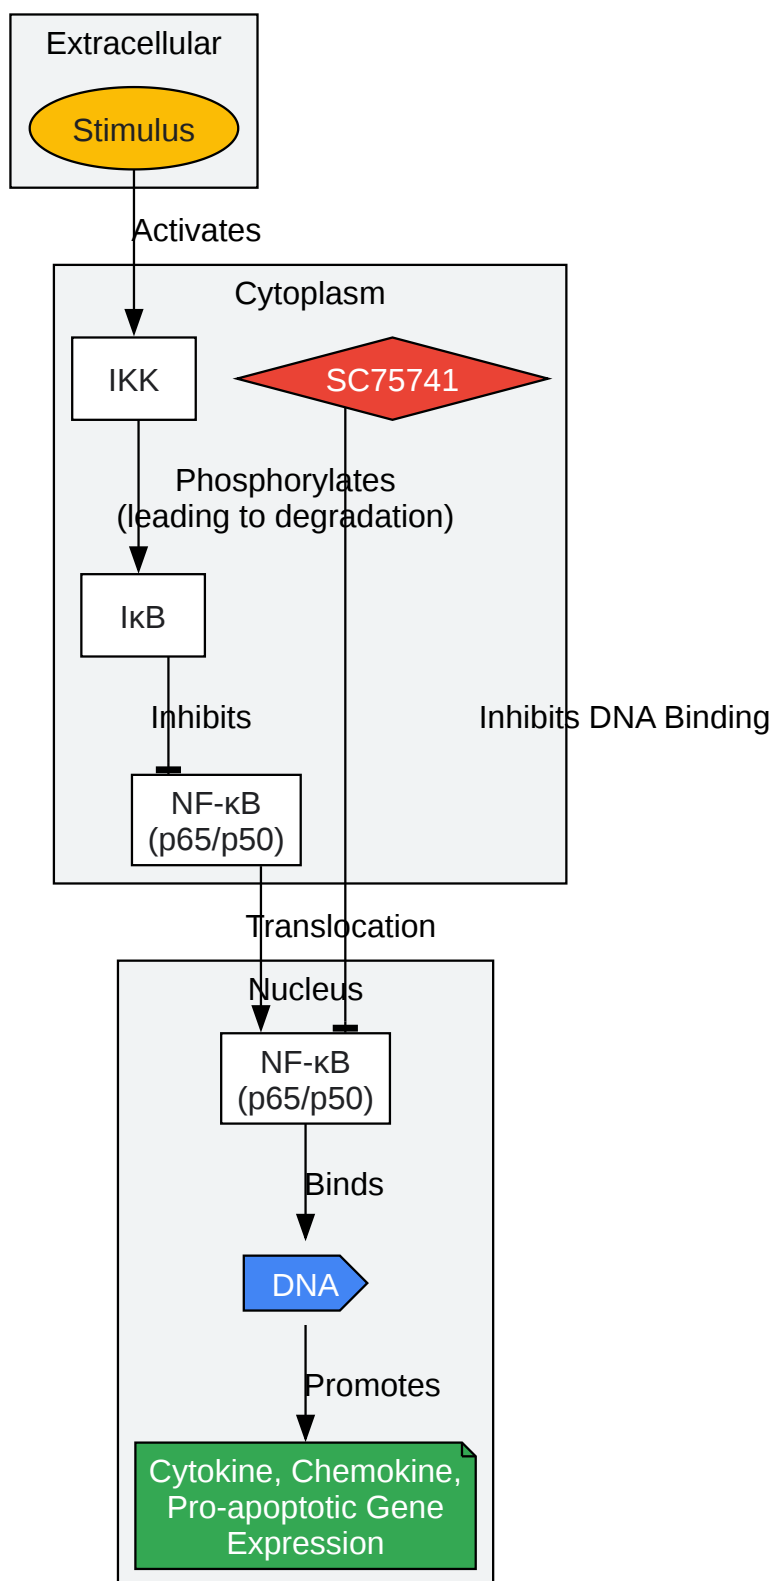 Extracellular
Stimulus
Activates
Cytoplasm
IKK
SC75741
Phosphorylates
(leading to degradation)
IκB
Inhibits
Inhibits DNA Binding
NF-κB
(p65/p50)
Translocation
Nucleus
NF-κB
(p65/p50)
Binds
DNA
Promotes
Cytokine, Chemokine,
Pro-apoptotic Gene
Expression